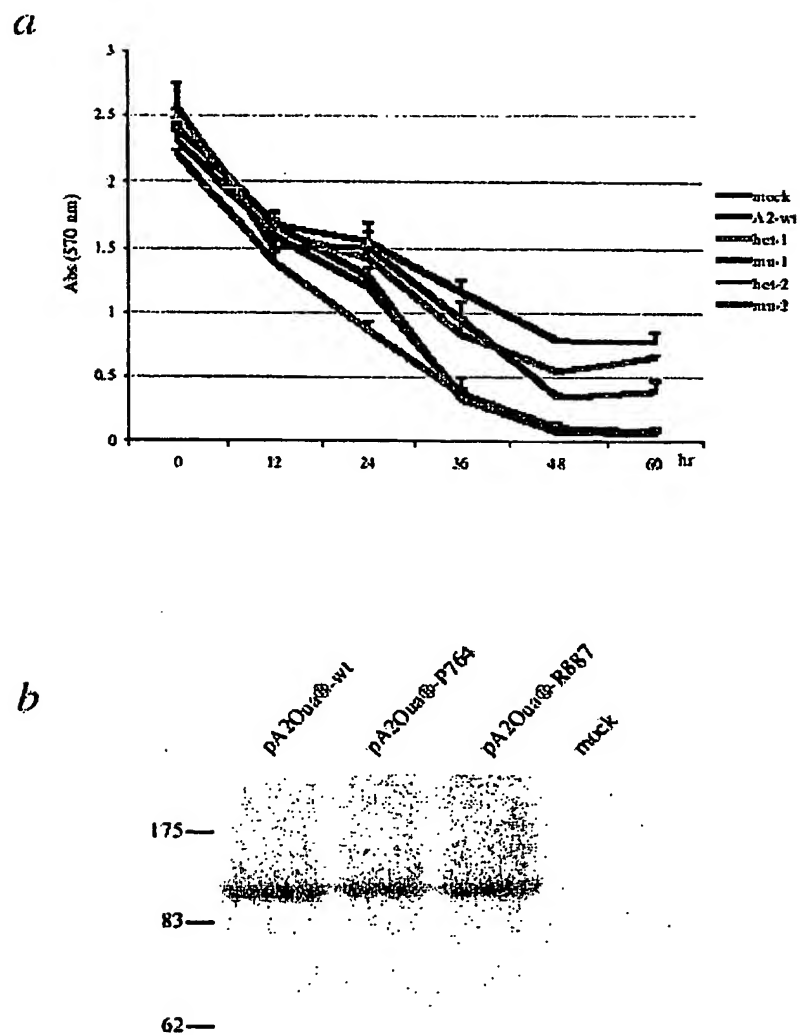 a
3
2.5
2
1.5
1
0.5
0
Abs (570 nm)
0 12 24 36 48 60 hr
mock
A2-wt
het-1
mu-1
het-2
mu-2
b
pA2Oua®-wt
pA2Oua®-P764
pA2Oua®-R887
mock
175
83
62